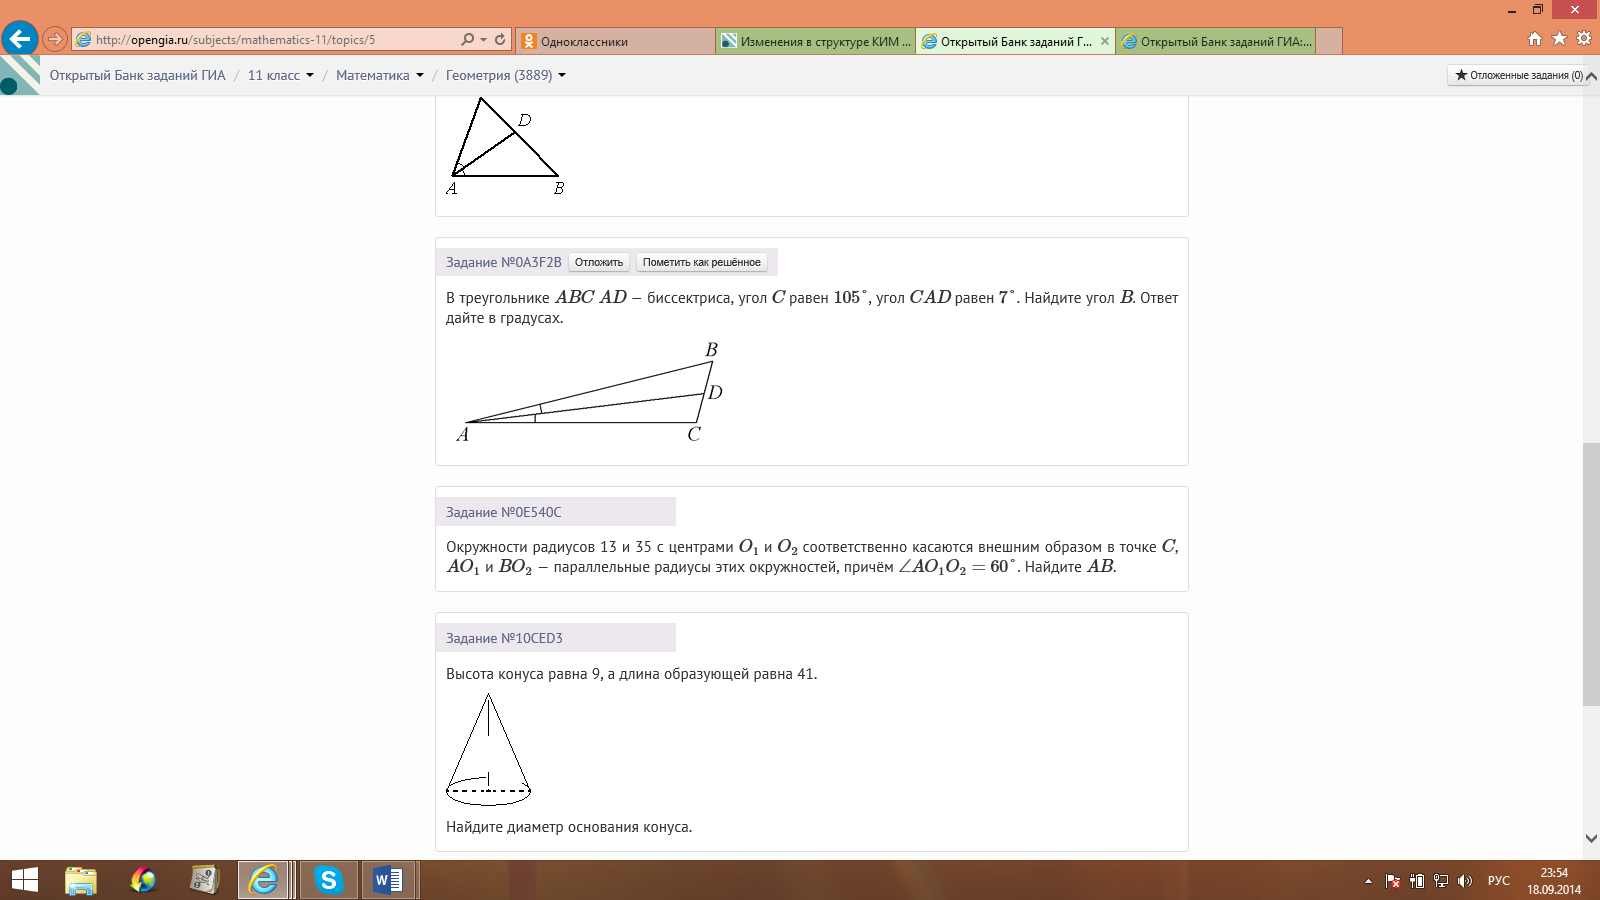 http://opengia.ru/subjects/mathematics-11/topics/5
Одноклассники
Изменения в структуре КИМ ...
Открытый Банк заданий Г...
Открытый Банк заданий ГИА:...
Открытый Банк заданий ГИА / 11 класс / Математика / Геометрия (3889)
Отложенные задания (0)
D
A
B
Задание №0A3F2B
Отложить
Пометить как решённое
В треугольнике ABC AD – биссектриса, угол C равен 105°, угол CAD равен 7°. Найдите угол B. Ответ
дайте в градусах.
B
D
A
C
Задание №0E540C
Окружности радиусов 13 и 35 с центрами O₁ и O₂ соответственно касаются внешним образом в точке C,
AO₁ и BO₂ – параллельные радиусы этих окружностей, причём ∠AO₁O₂ = 60°. Найдите AB.
Задание №10CED3
Высота конуса равна 9, а длина образующей равна 41.
Найдите диаметр основания конуса.
РУС
23:54
18.09.2014